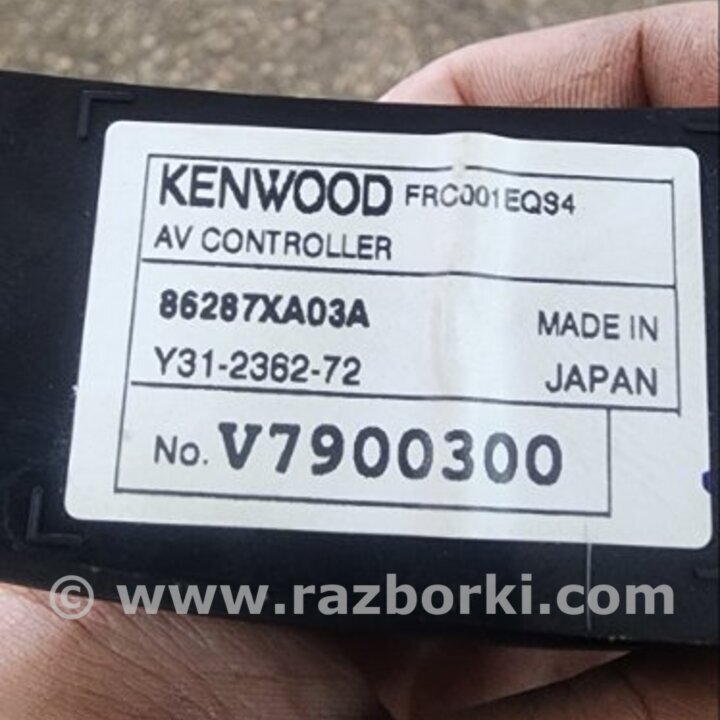 KENWOOD FRC001EQS4
AV CONTROLLER
86287XA03A
MADE IN
Y31-2362-72
JAPAN
No. V7900300
© www.razborki.com